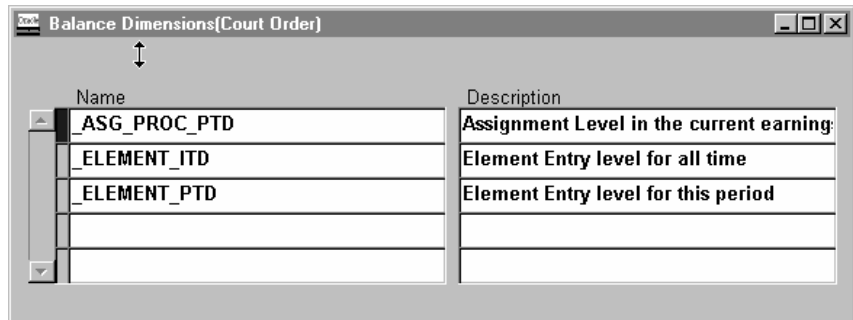 Balance Dimensions(Court Order)
Name Description
_ASG_PROC_PTD Assignment Level in the current earning
_ELEMENT_ITD Element Entry level for all time
_ELEMENT_PTD Element Entry level for this period